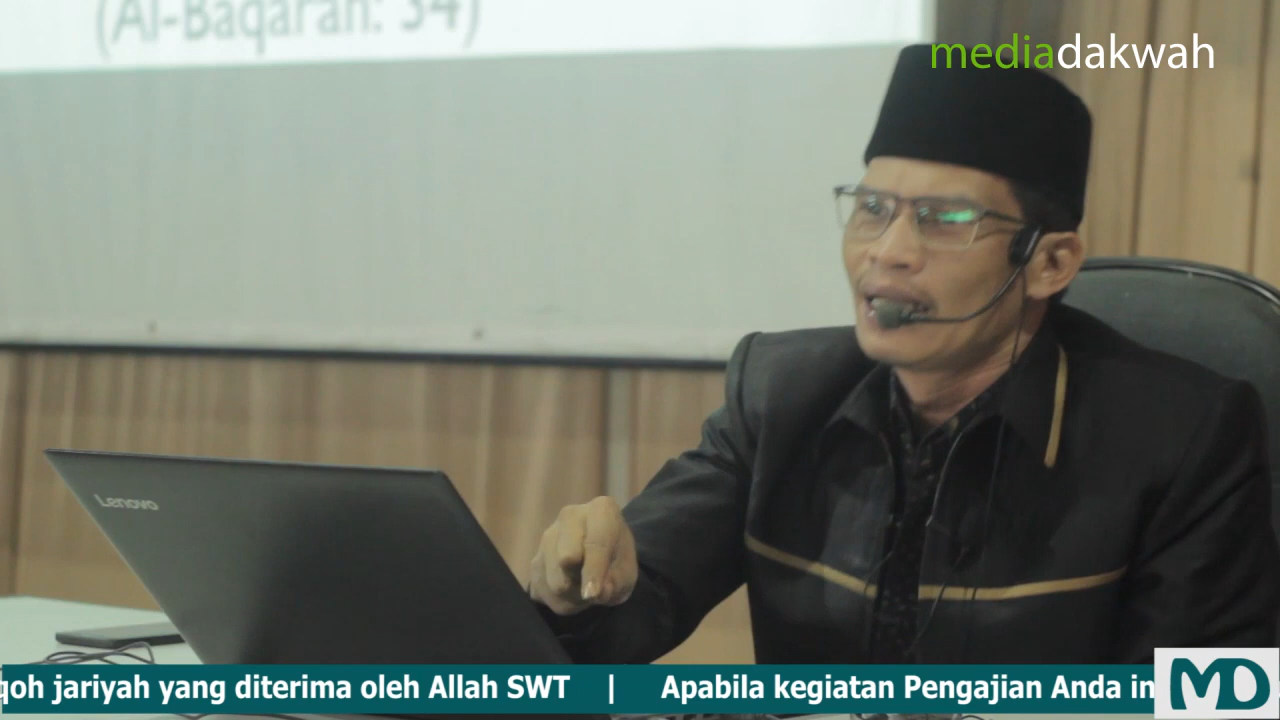 (Al-Baqarah: 34)
mediadakwah
Lenovo
qoh jariyah yang diterima oleh Allah SWT | Apabila kegiatan Pengajian Anda in
MD